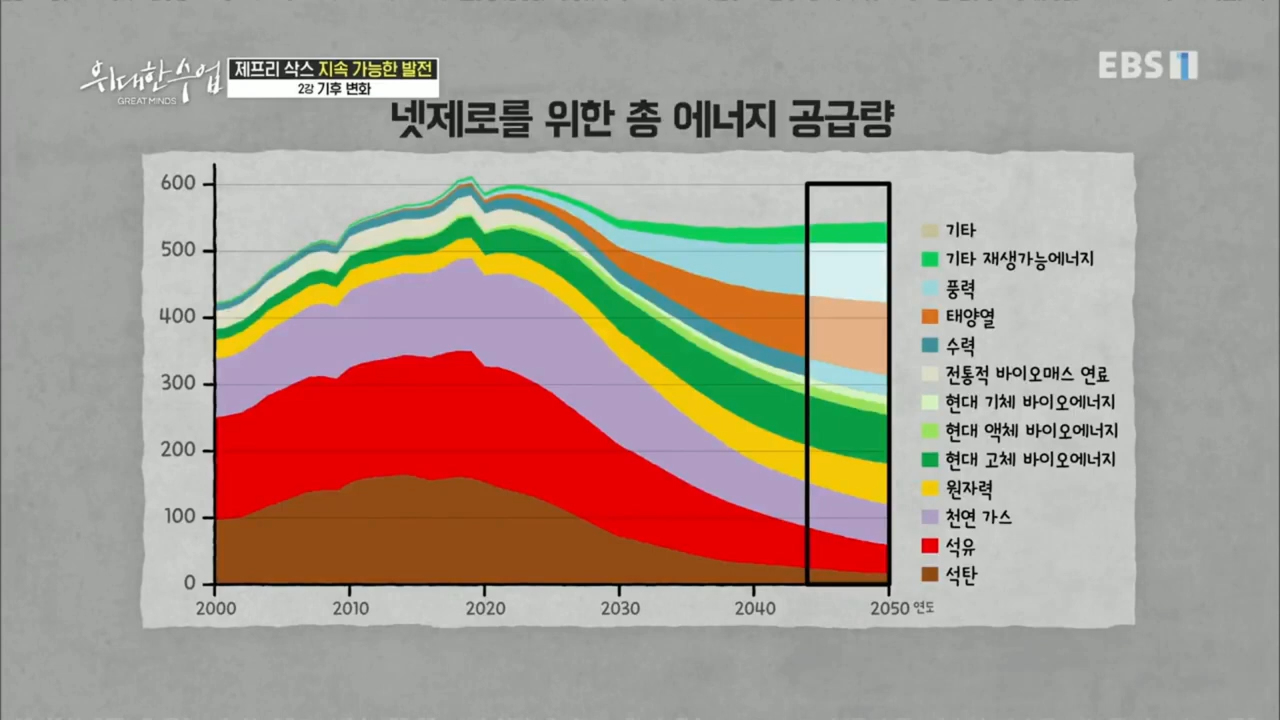 위대한 수업
GREAT MINDS
제프리 삭스 지속 가능한 발전
2강 기후 변화
EBS 1
넷제로를 위한 총 에너지 공급량
600
500
400
300
200
100
0
2000 2010 2020 2030 2040 2050 연도
기타
기타 재생가능에너지
풍력
태양열
수력
전통적 바이오매스 연료
현대 기체 바이오에너지
현대 액체 바이오에너지
현대 고체 바이오에너지
원자력
천연 가스
석유
석탄